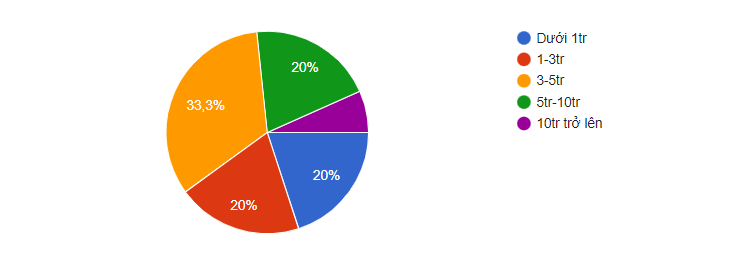 20%
33,3%
20%
20%
Dưới 1tr
1-3tr
3-5tr
5tr-10tr
10tr trở lên